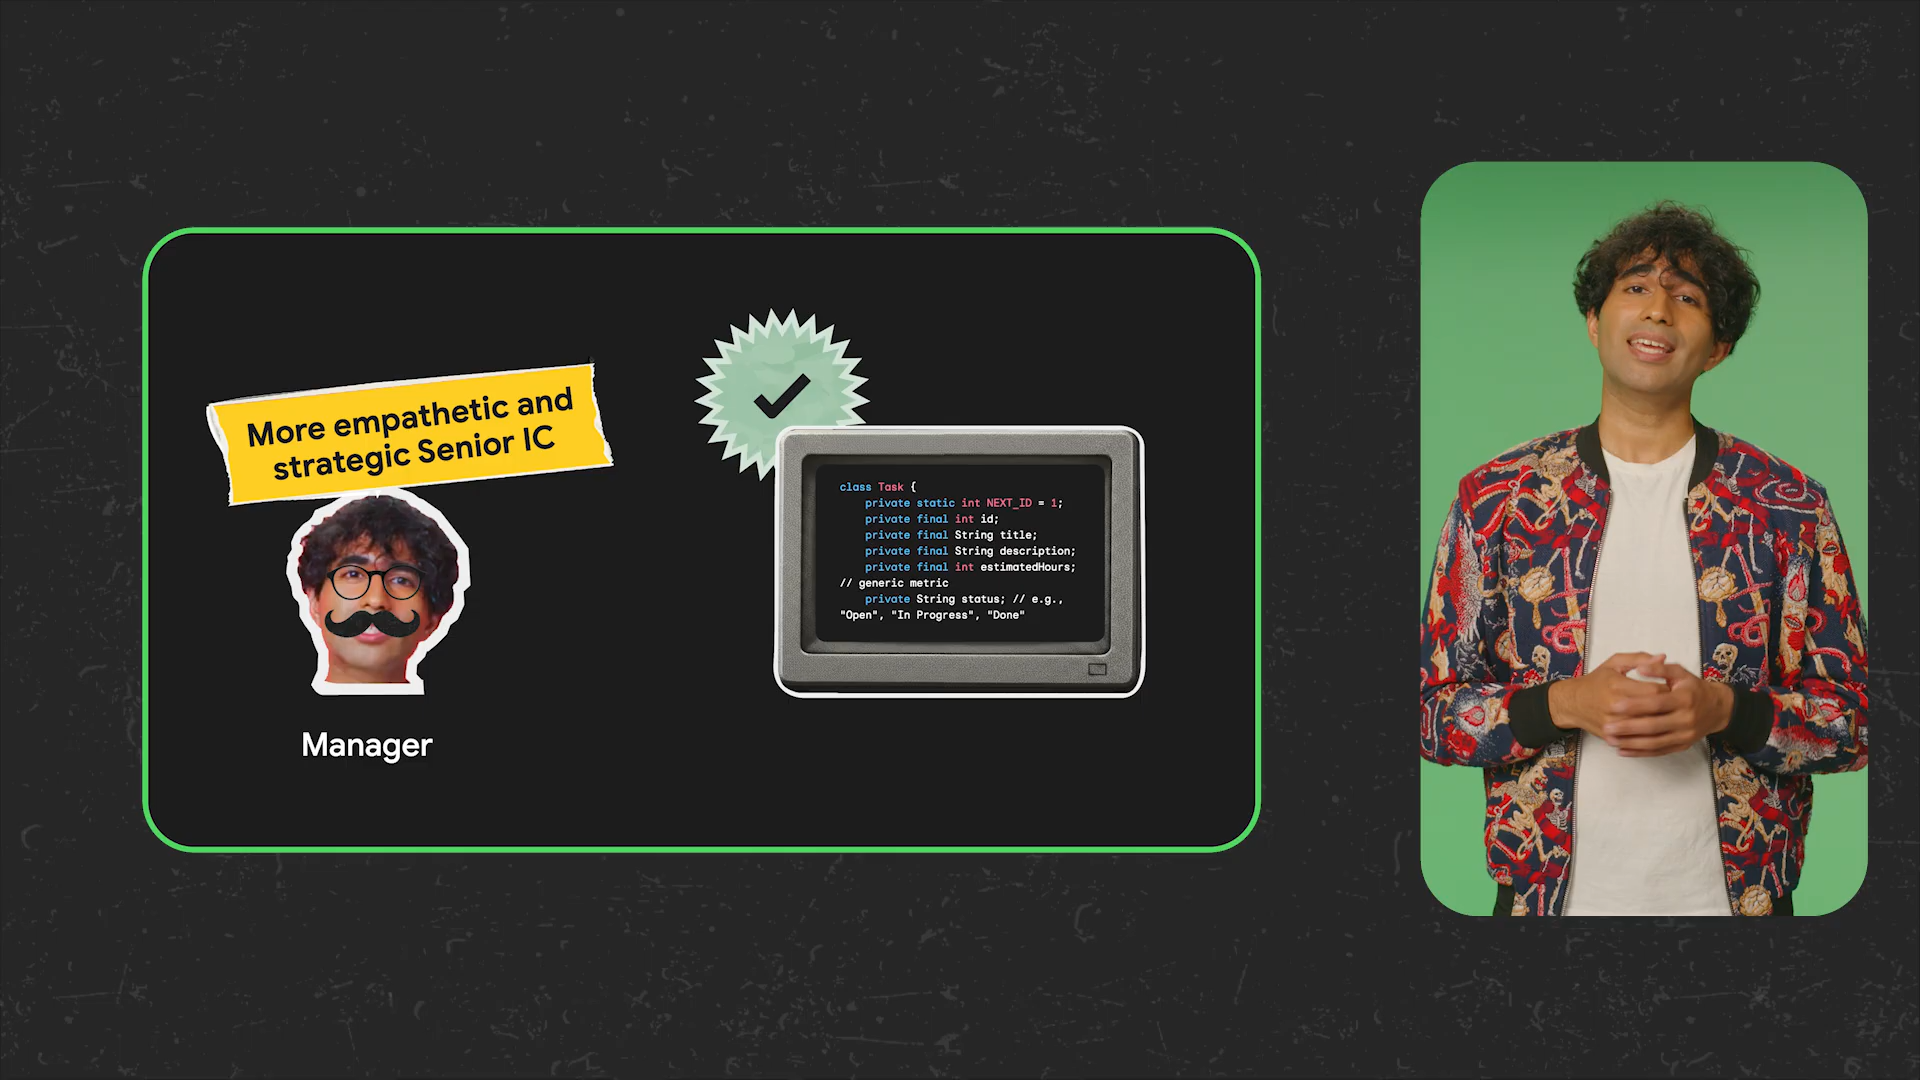 More empathetic and
strategic Senior IC
Manager
class Task {
private static int NEXT_ID = 1;
private final int id;
private final String title;
private final String description;
private final int estimatedHours;
// generic metric
private String status; // e.g.,
"Open", "In Progress", "Done"